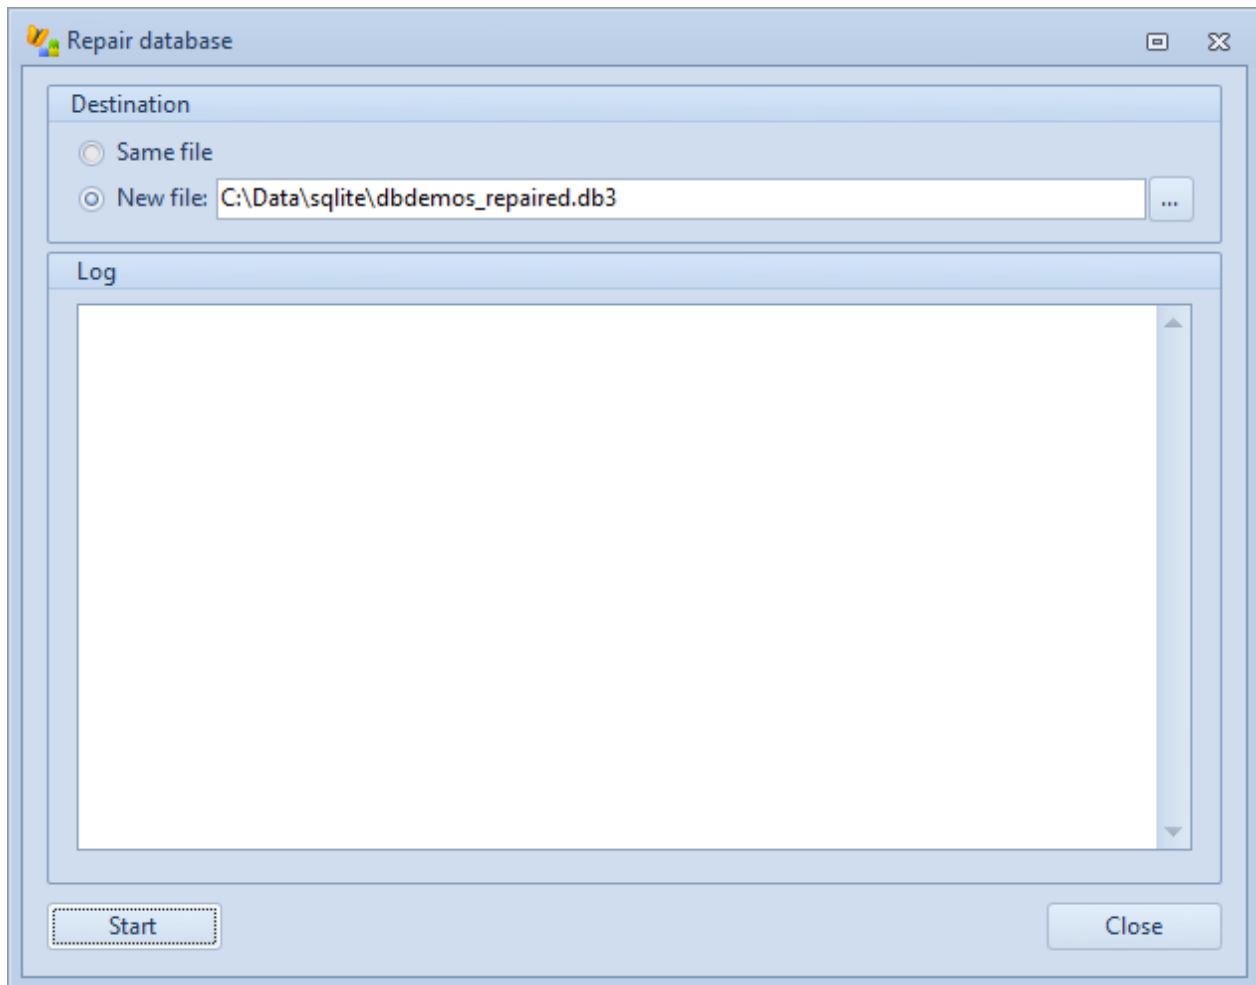 Repair database
Destination
Same file
New file: C:\Data\sqlite\dbdemos_repaired.db3 ...
Log
Start Close